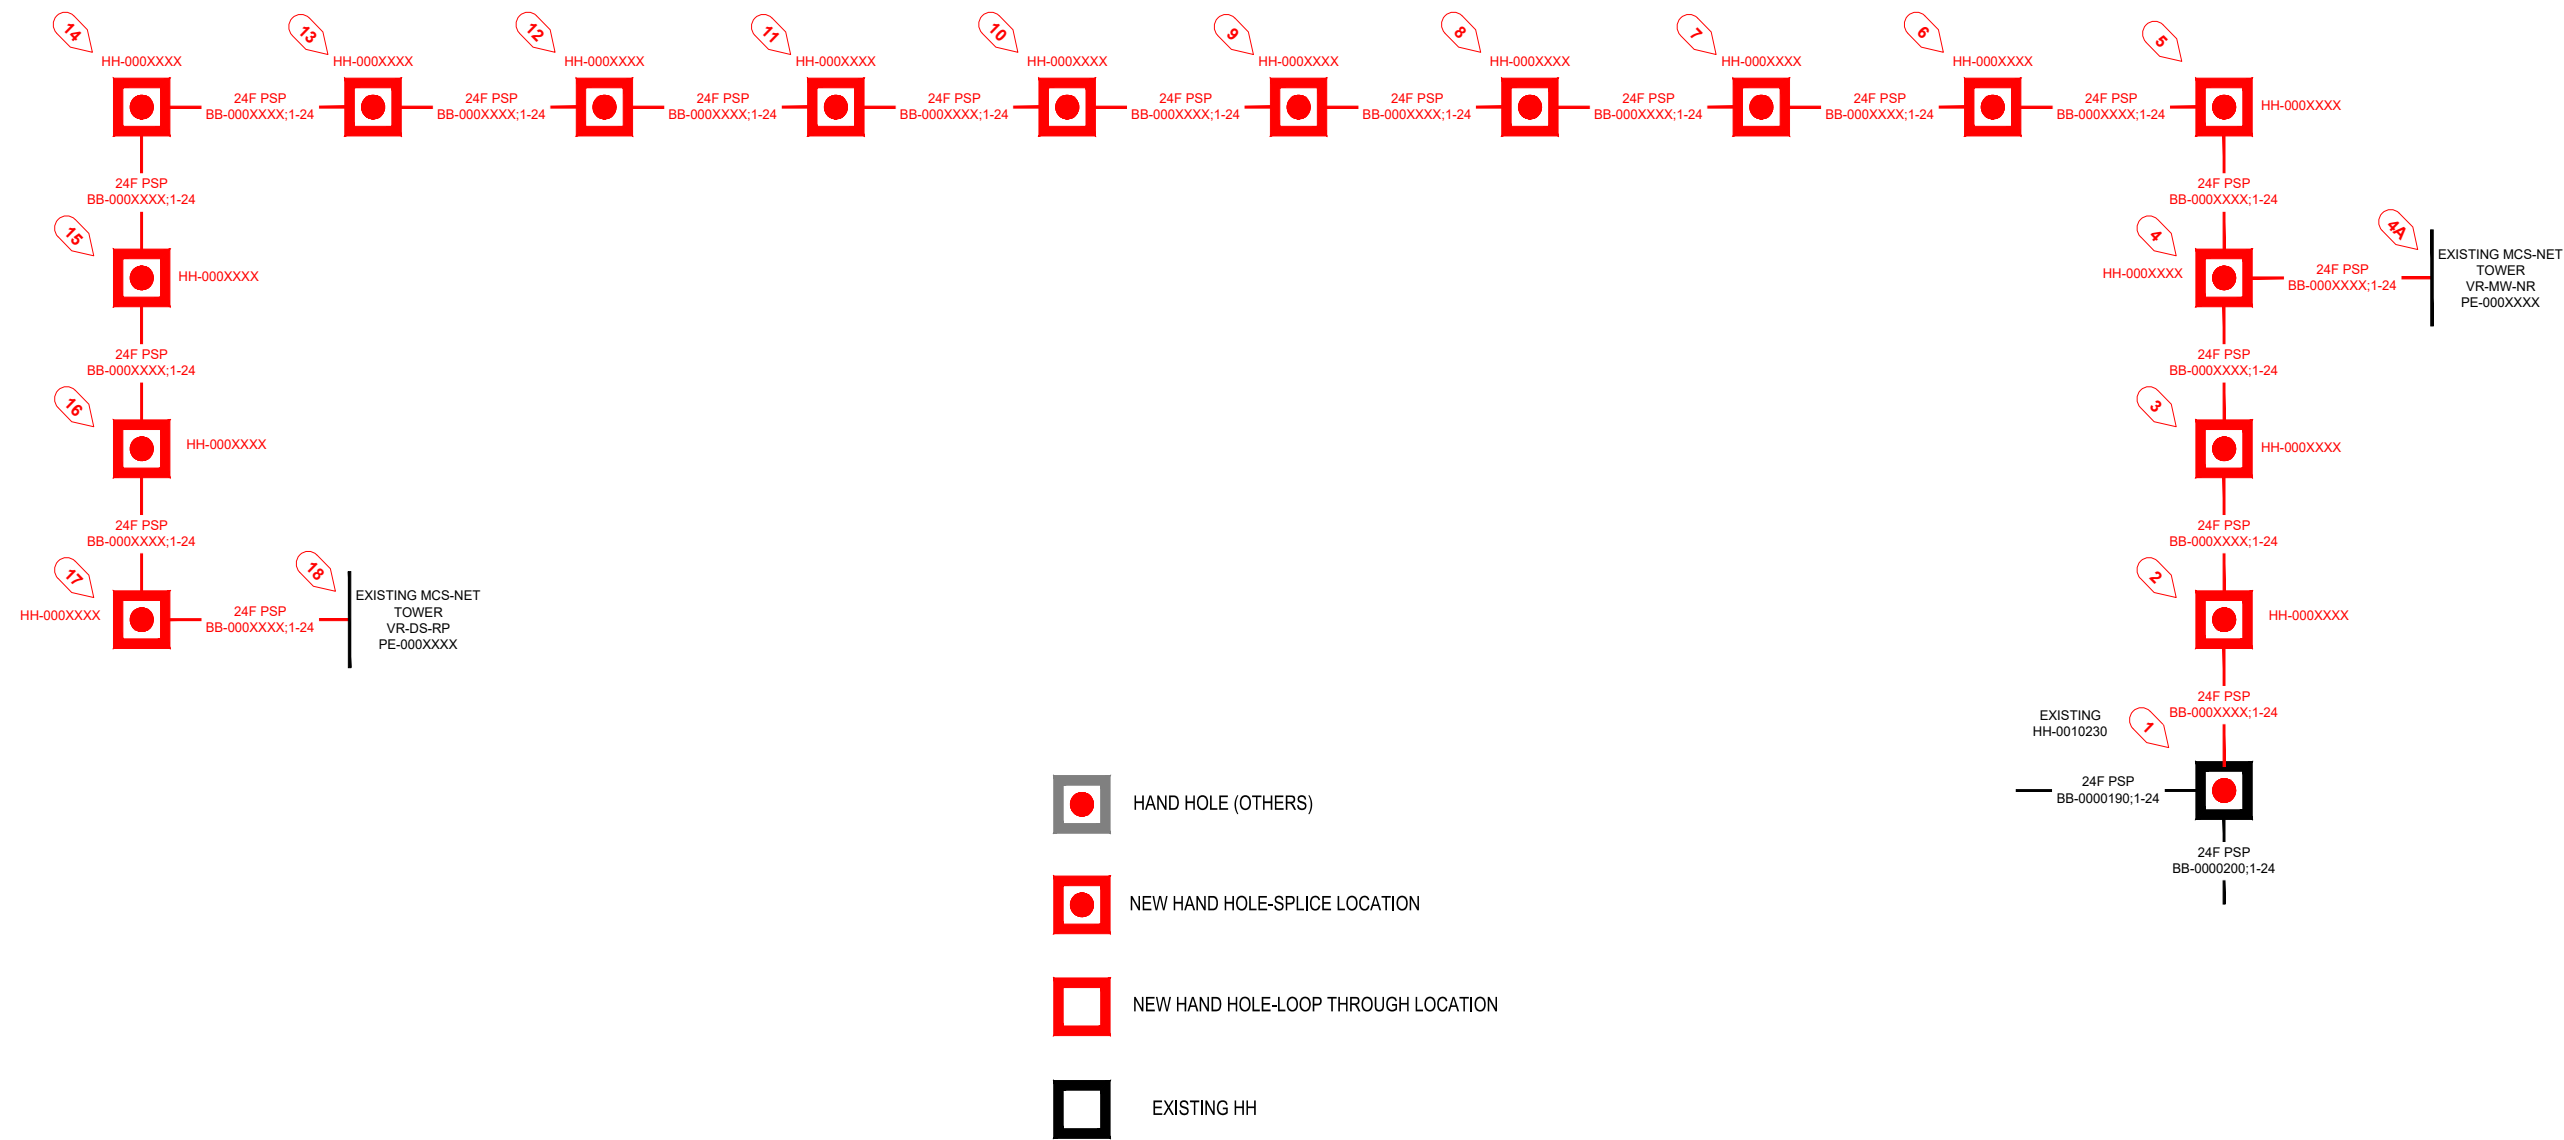 14
13
12
11
10
9
8
7
6
5
HH-000XXXX
HH-000XXXX
HH-000XXXX
HH-000XXXX
HH-000XXXX
HH-000XXXX
HH-000XXXX
HH-000XXXX
HH-000XXXX
24F PSP
BB-000XXXX;1-24
24F PSP
BB-000XXXX;1-24
24F PSP
BB-000XXXX;1-24
24F PSP
BB-000XXXX;1-24
24F PSP
BB-000XXXX;1-24
24F PSP
BB-000XXXX;1-24
24F PSP
BB-000XXXX;1-24
24F PSP
BB-000XXXX;1-24
24F PSP
BB-000XXXX;1-24
HH-000XXXX
24F PSP
BB-000XXXX;1-24
24F PSP
BB-000XXXX;1-24
15
HH-000XXXX
4
HH-000XXXX
24F PSP
BB-000XXXX;1-24
4A
EXISTING MCS-NET
TOWER
VR-MW-NR
PE-000XXXX
24F PSP
BB-000XXXX;1-24
24F PSP
BB-000XXXX;1-24
16
HH-000XXXX
3
HH-000XXXX
24F PSP
BB-000XXXX;1-24
24F PSP
BB-000XXXX;1-24
17
HH-000XXXX
24F PSP
BB-000XXXX;1-24
18
EXISTING MCS-NET
TOWER
VR-DS-RP
PE-000XXXX
2
HH-000XXXX
24F PSP
BB-000XXXX;1-24
EXISTING
HH-0010230
1
24F PSP
BB-0000190;1-24
24F PSP
BB-0000200;1-24
HAND HOLE (OTHERS)
NEW HAND HOLE-SPLICE LOCATION
NEW HAND HOLE-LOOP THROUGH LOCATION
EXISTING HH